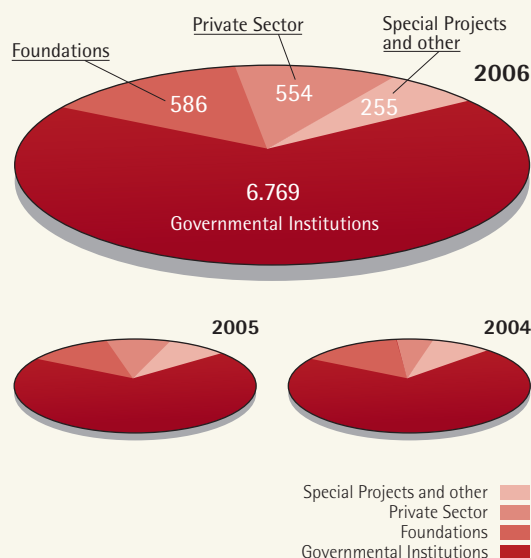 Foundations
Private Sector
Special Projects
and other
2006
586
554
255
6.769
Governmental Institutions
2005
2004
Special Projects and other
Private Sector
Foundations
Governmental Institutions